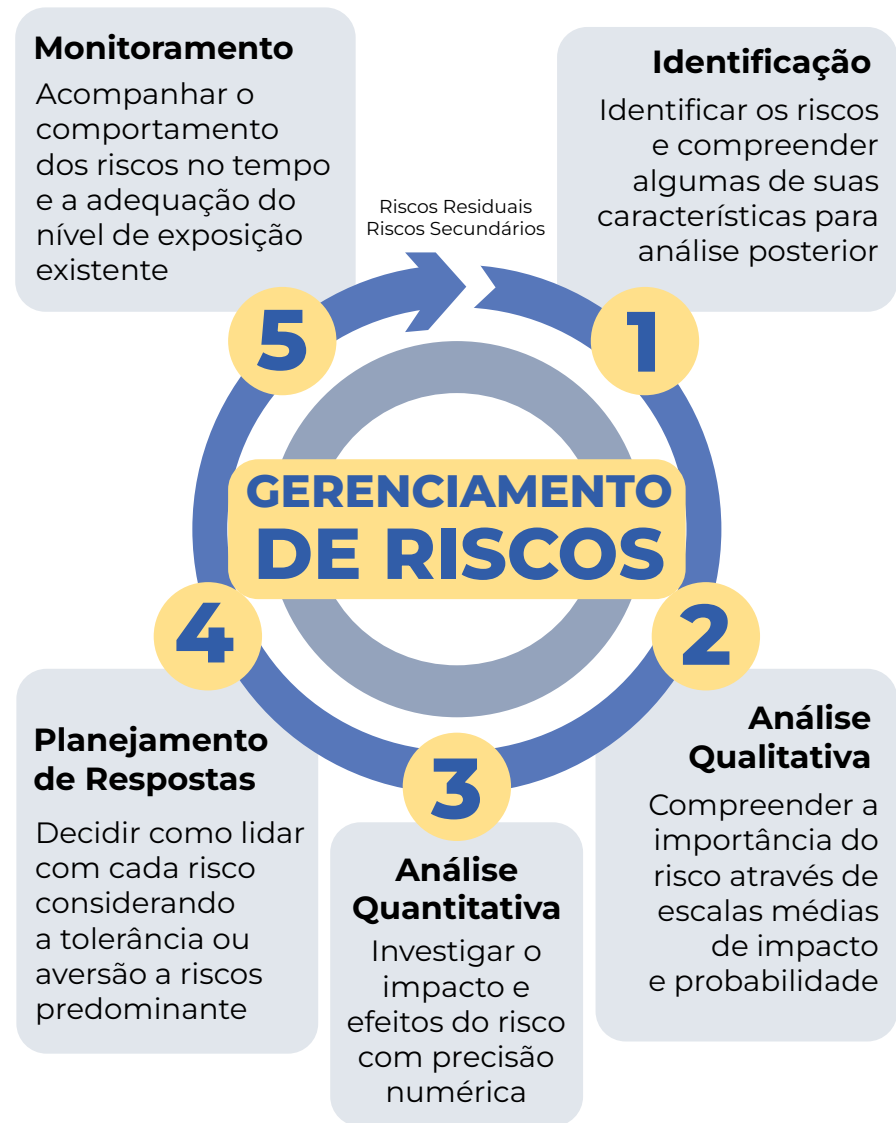 Monitoramento
Acompanhar o
comportamento
dos riscos no tempo
e a adequação do
nível de exposição
existente
Riscos Residuais
Riscos Secundários
Identificação
Identificar os riscos
e compreender
algumas de suas
características para
análise posterior
5
1
GERENCIAMENTO
DE RISCOS
4
2
Planejamento
de Respostas
Decidir como lidar
com cada risco
considerando
a tolerância ou
aversão a riscos
predominante
3
Análise
Quantitativa
Investigar o
impacto e
efeitos do risco
com precisão
numérica
Análise
Qualitativa
Compreender a
importância do
risco através de
escalas médias
de impacto
e probabilidade